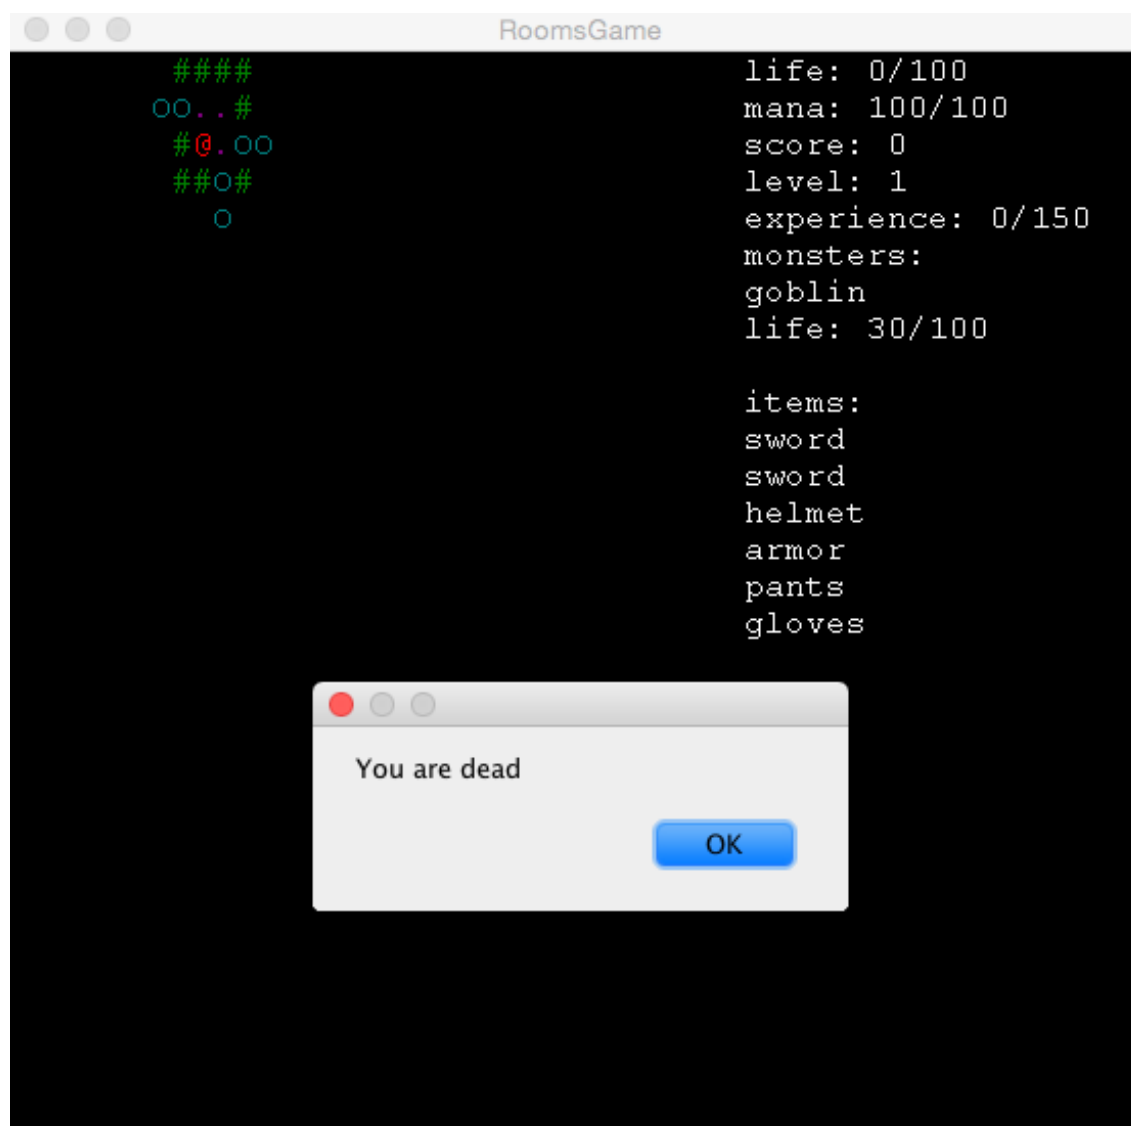 RoomsGame
####
OO..#
#@.OO
##O#
O
life: 0/100
mana: 100/100
score: 0
level: 1
experience: 0/150
monsters:
goblin
life: 30/100
items:
sword
sword
helmet
armor
pants
gloves
You are dead
OK